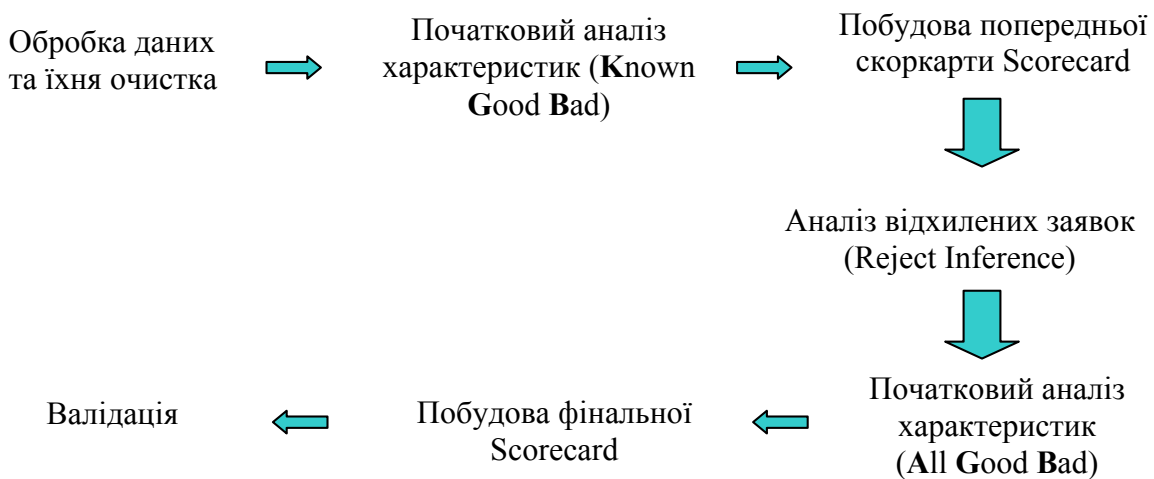 Обробка даних
та їхня очистка
Початковий аналіз
характеристик (Known
Good Bad)
Побудова попередньої
скоркарти Scorecard
Аналіз відхилених заявок
(Reject Inference)
Початковий аналіз
характеристик
(All Good Bad)
Побудова фінальної
Scorecard
Валідація